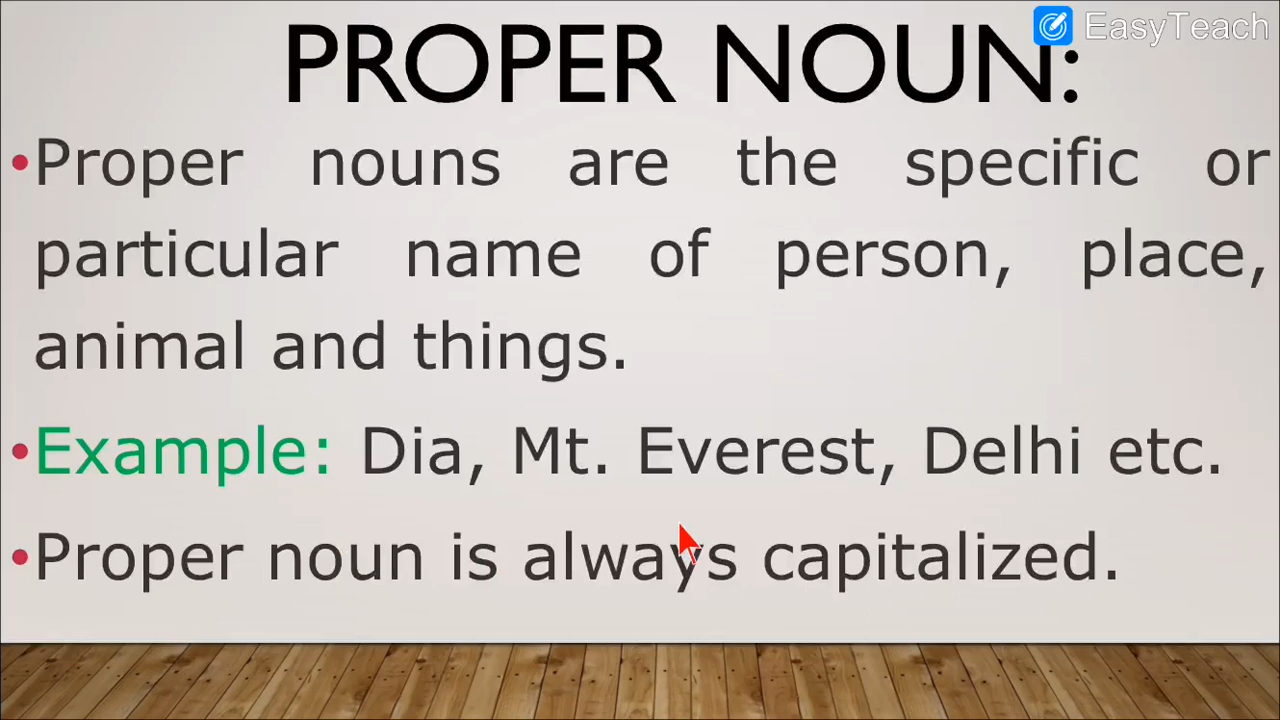 EasyTeach
PROPER NOUN:
•Proper nouns are the specific or
particular name of person, place,
animal and things.
•Example: Dia, Mt. Everest, Delhi etc.
•Proper noun is always capitalized.